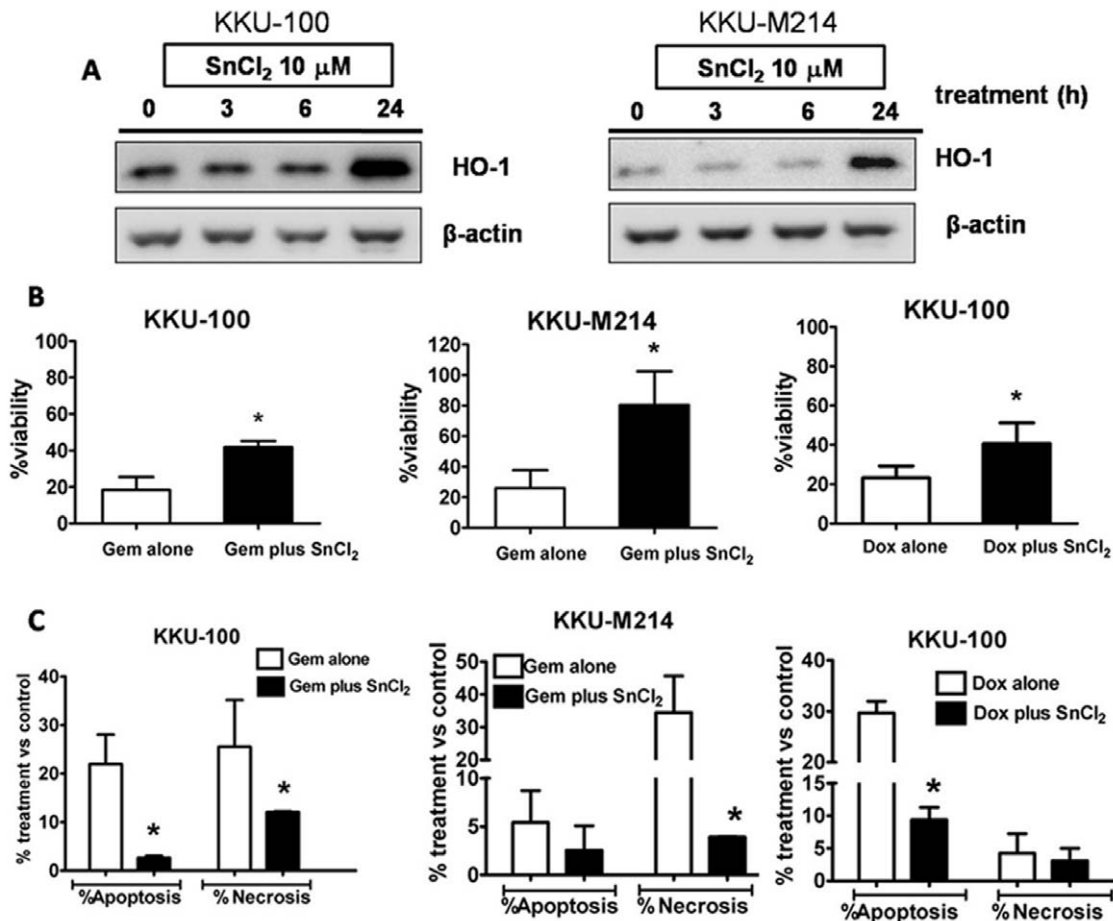 KKU-100 KKU-M214
A SnCl₂ 10 µM SnCl₂ 10 µM
0 3 6 24 0 3 6 24 treatment (h)
HO-1 HO-1
β-actin β-actin
B
KKU-100
100
80
60
40
20
0
%viability
*
Gem alone Gem plus SnCl₂
KKU-M214
120
100
80
60
40
20
0
%viability
*
Gem alone Gem plus SnCl₂
KKU-100
100
80
60
40
20
0
%viability
*
Dox alone Dox plus SnCl₂
C
KKU-100
Gem alone
Gem plus SnCl₂
40
30
20
10
0
% treatment vs control
*
*
%Apoptosis %Necrosis
KKU-M214
Gem alone
Gem plus SnCl₂
50
40
30
20
10
5
0
% treatment vs control
*
%Apoptosis %Necrosis
KKU-100
Dox alone
Dox plus SnCl₂
40
30
20
15
10
5
0
% treatment vs control
*
%Apoptosis %Necrosis